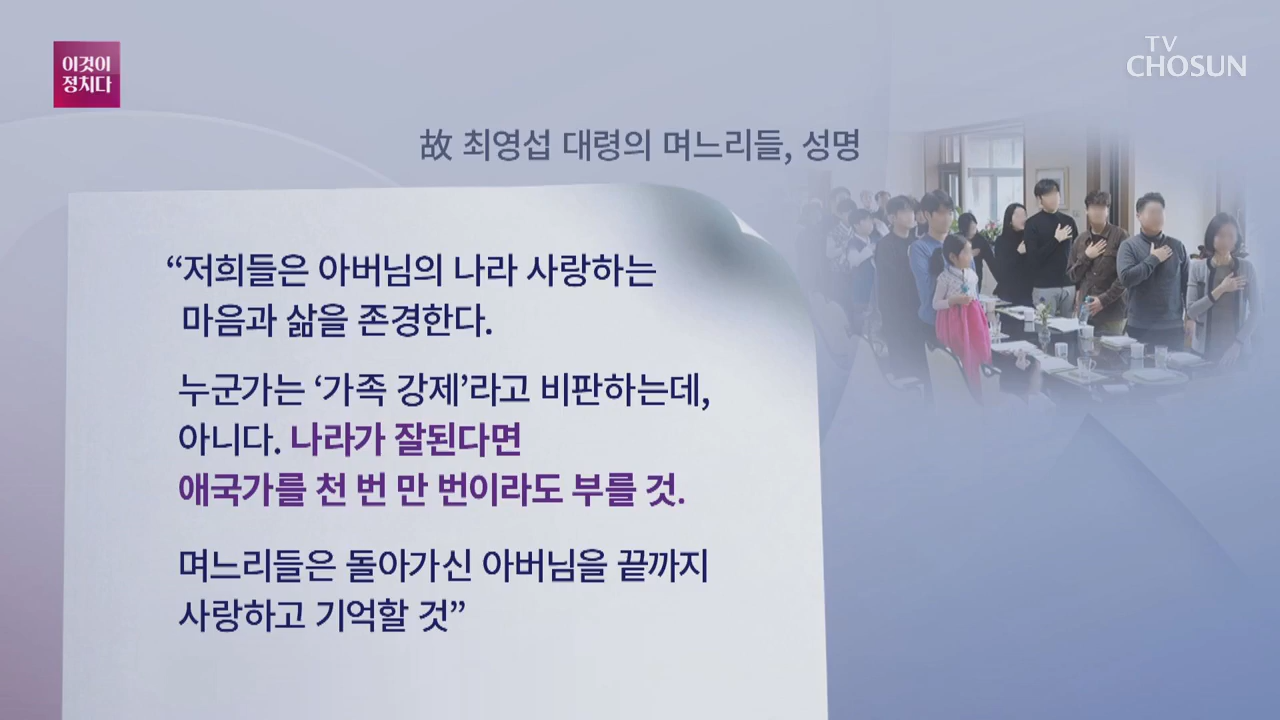 이것이
정치다
TV
CHOSUN
故 최영섭 대령의 며느리들, 성명
“저희들은 아버님의 나라 사랑하는
마음과 삶을 존경한다.
누군가는 ‘가족 강제’라고 비판하는데,
아니다. 나라가 잘된다면
애국가를 천 번 만 번이라도 부를 것.
며느리들은 돌아가신 아버님을 끝까지
사랑하고 기억할 것”